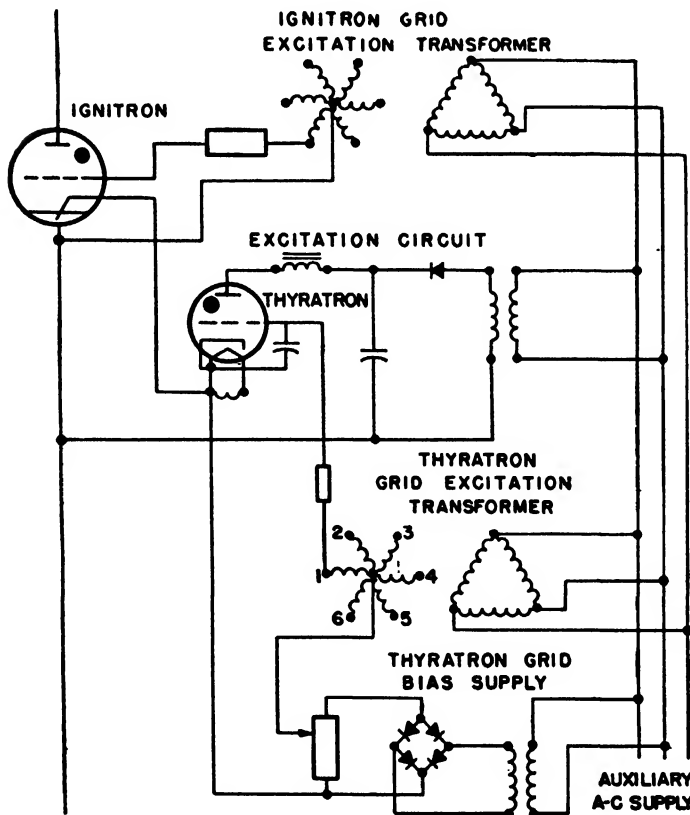 IGNITRON GRID
EXCITATION TRANSFORMER
IGNITRON
EXCITATION CIRCUIT
THYRATRON
THYRATRON
GRID EXCITATION
TRANSFORMER
2
3
1
4
6
5
THYRATRON GRID
BIAS SUPPLY
AUXILIARY
A-C SUPPLY